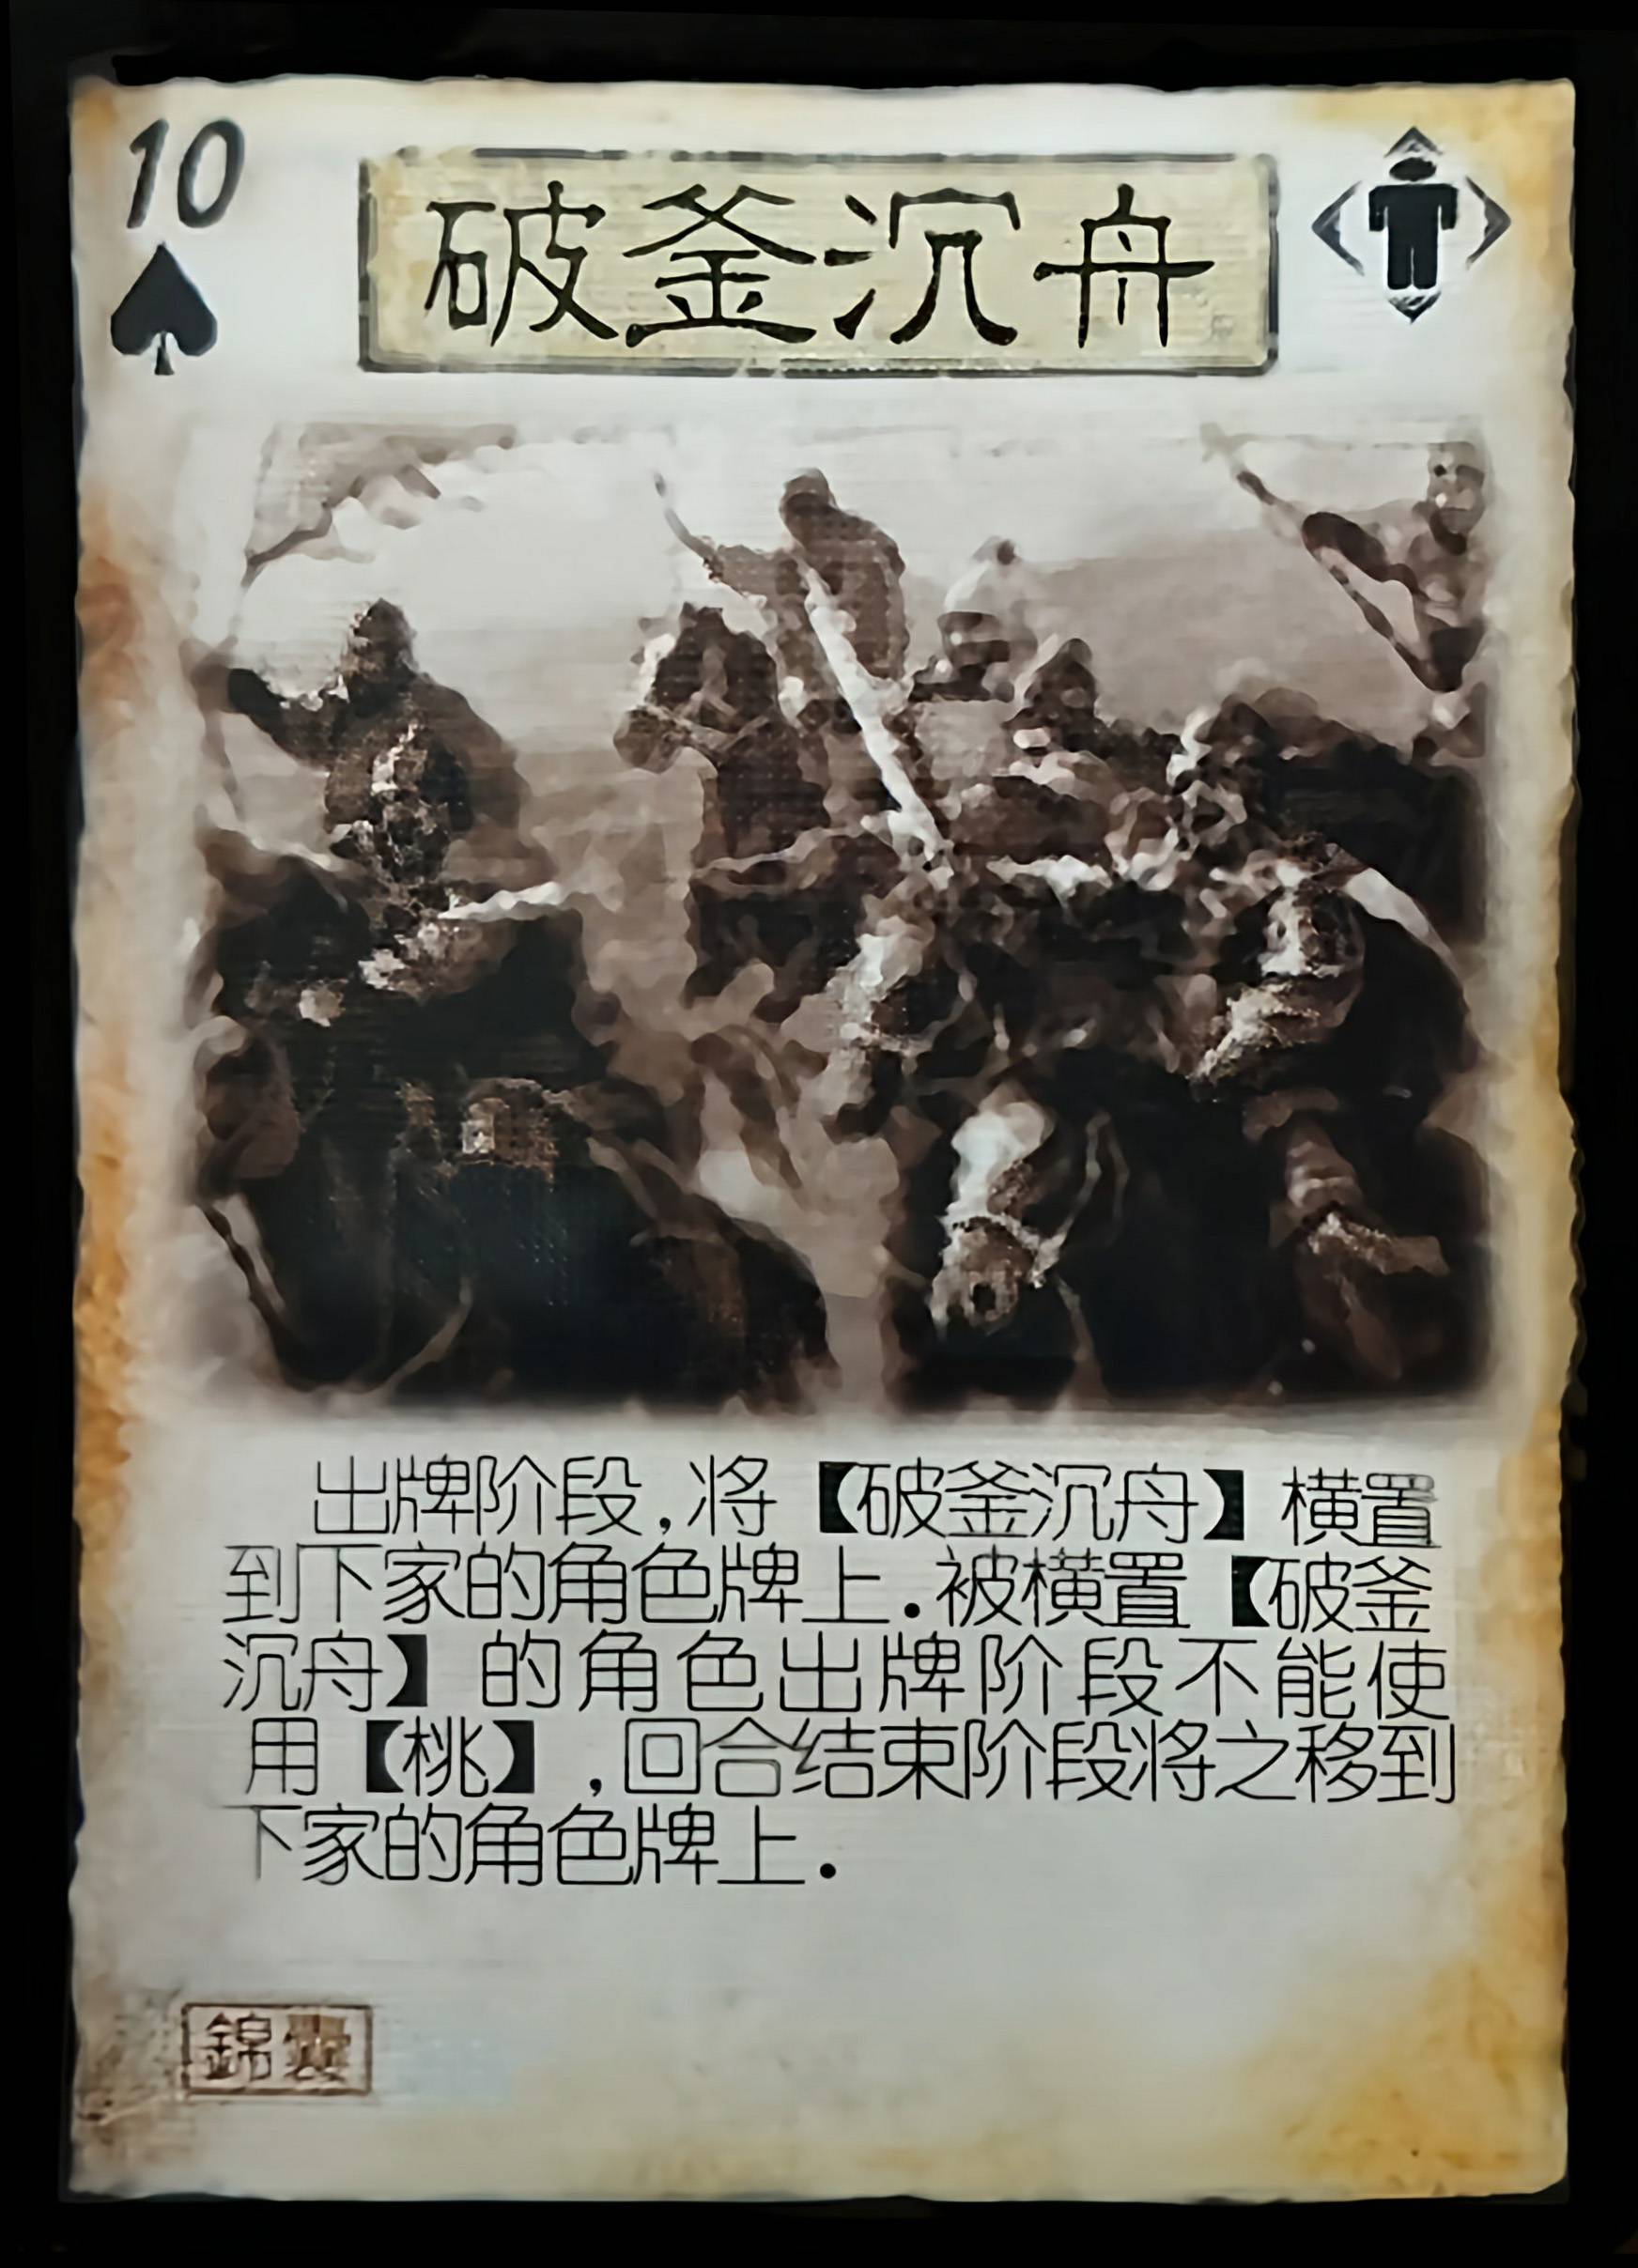 10
破釜沉舟
出牌阶段,将【破釜沉舟】横置
到下家的角色牌上.被横置【破釜
沉舟】的角色出牌阶段不能使
用【桃】,回合结束阶段将之移到
下家的角色牌上.
錦囊